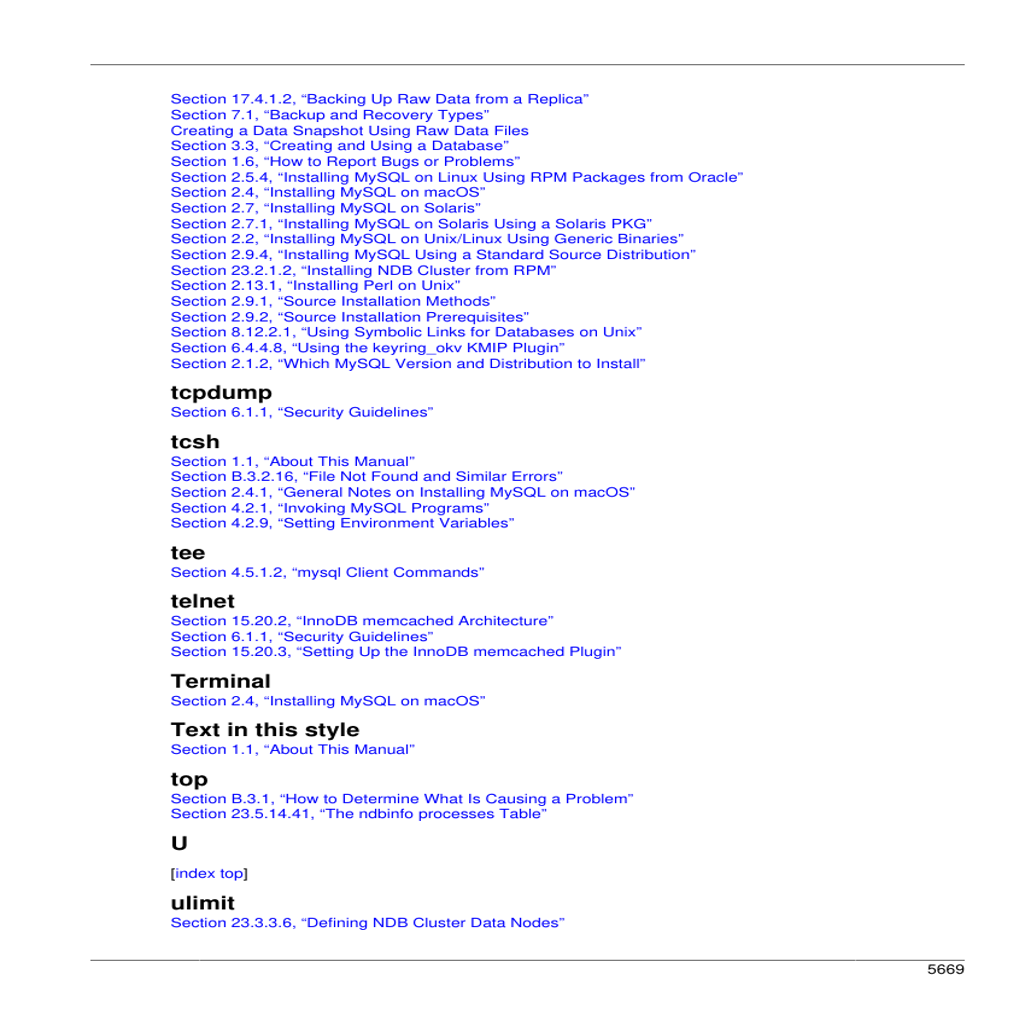 Section 17.4.1.2, “Backing Up Raw Data from a Replica”
Section 7.1, “Backup and Recovery Types”
Creating a Data Snapshot Using Raw Data Files
Section 3.3, “Creating and Using a Database”
Section 1.6, “How to Report Bugs or Problems”
Section 2.5.4, “Installing MySQL on Linux Using RPM Packages from Oracle”
Section 2.4, “Installing MySQL on macOS”
Section 2.7, “Installing MySQL on Solaris”
Section 2.7.1, “Installing MySQL on Solaris Using a Solaris PKG”
Section 2.2, “Installing MySQL on Unix/Linux Using Generic Binaries”
Section 2.9.4, “Installing MySQL Using a Standard Source Distribution”
Section 23.2.1.2, “Installing NDB Cluster from RPM”
Section 2.13.1, “Installing Perl on Unix”
Section 2.9.1, “Source Installation Methods”
Section 2.9.2, “Source Installation Prerequisites”
Section 8.12.2.1, “Using Symbolic Links for Databases on Unix”
Section 6.4.4.8, “Using the keyring_okv KMIP Plugin”
Section 2.1.2, “Which MySQL Version and Distribution to Install”
tcpdump
Section 6.1.1, “Security Guidelines”
tcsh
Section 1.1, “About This Manual”
Section B.3.2.16, “File Not Found and Similar Errors”
Section 2.4.1, “General Notes on Installing MySQL on macOS”
Section 4.2.1, “Invoking MySQL Programs”
Section 4.2.9, “Setting Environment Variables”
tee
Section 4.5.1.2, “mysql Client Commands”
telnet
Section 15.20.2, “InnoDB memcached Architecture”
Section 6.1.1, “Security Guidelines”
Section 15.20.3, “Setting Up the InnoDB memcached Plugin”
Terminal
Section 2.4, “Installing MySQL on macOS”
Text in this style
Section 1.1, “About This Manual”
top
Section B.3.1, “How to Determine What Is Causing a Problem”
Section 23.5.14.41, “The ndbinfo processes Table”
U
[index top]
ulimit
Section 23.3.3.6, “Defining NDB Cluster Data Nodes”
5669